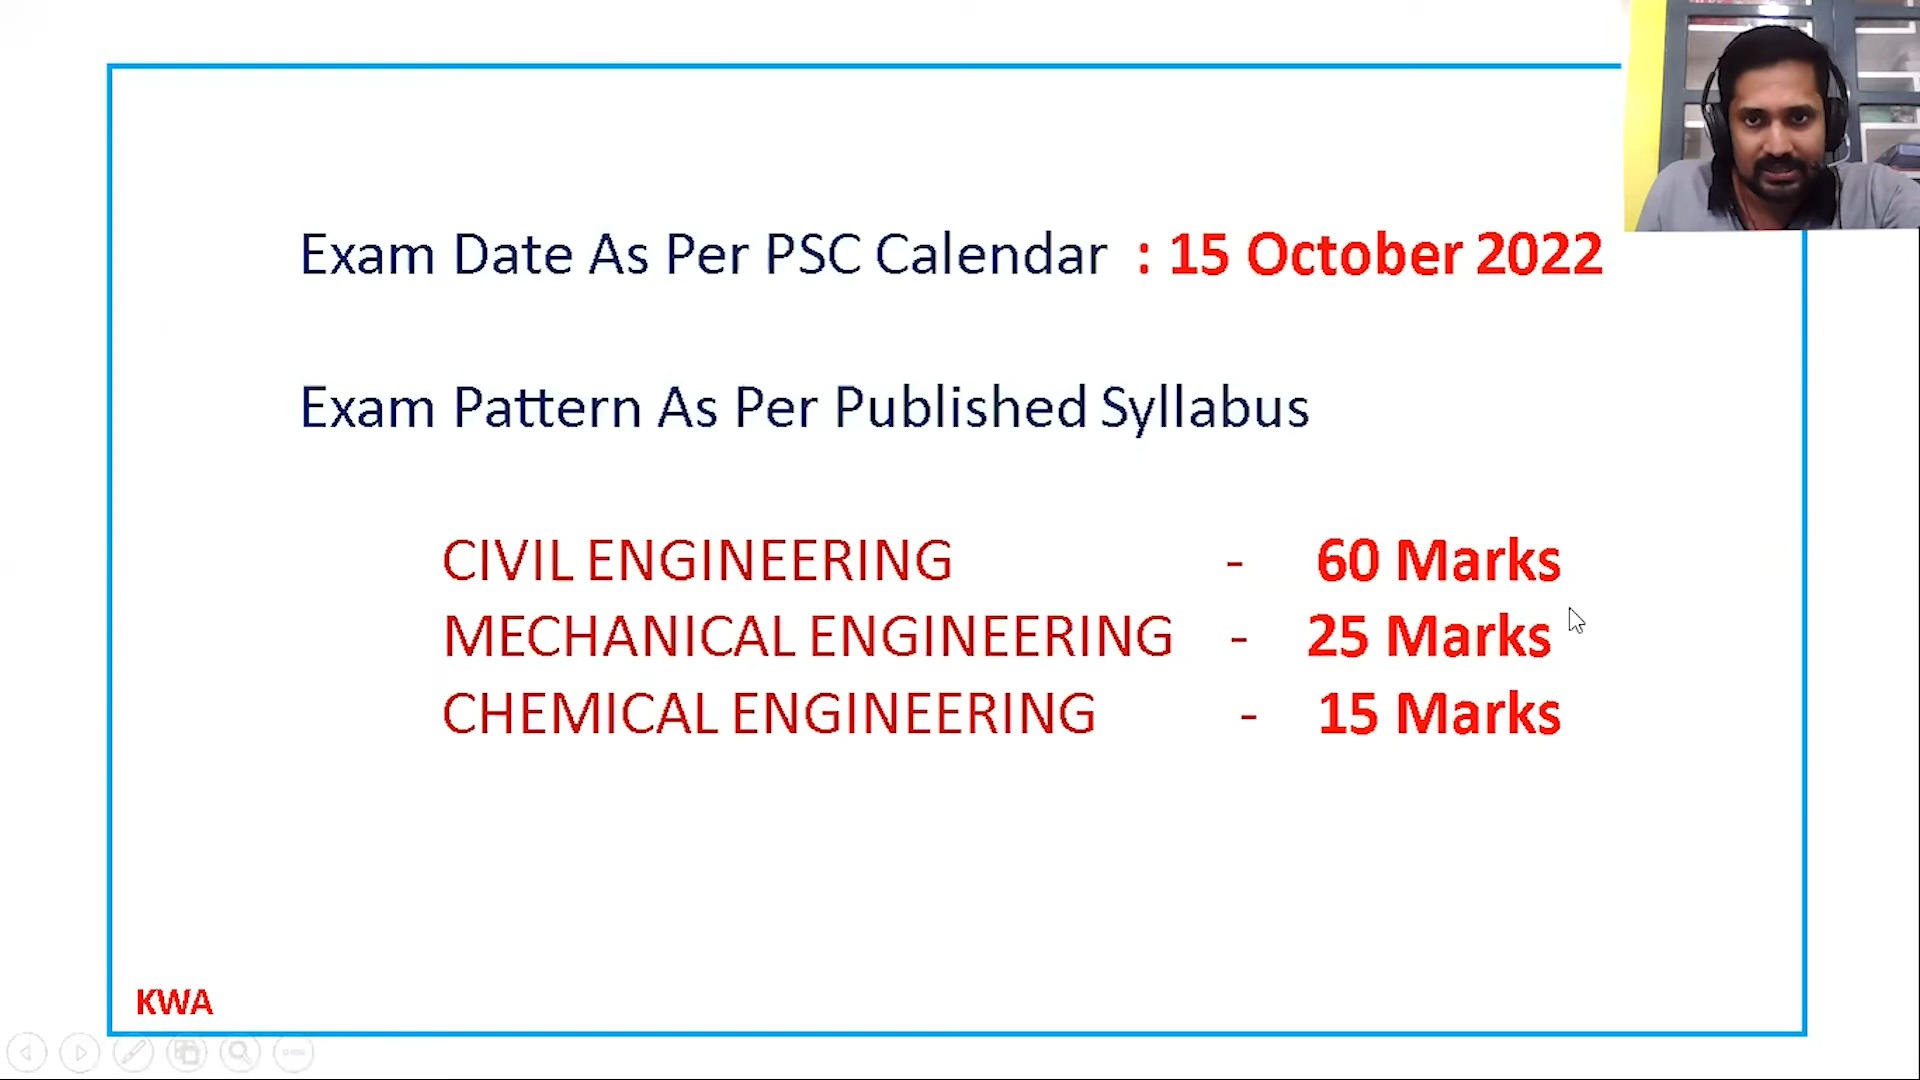 Exam Date As Per PSC Calendar : 15 October 2022
Exam Pattern As Per Published Syllabus
CIVIL ENGINEERING - 60 Marks
MECHANICAL ENGINEERING - 25 Marks
CHEMICAL ENGINEERING - 15 Marks
KWA